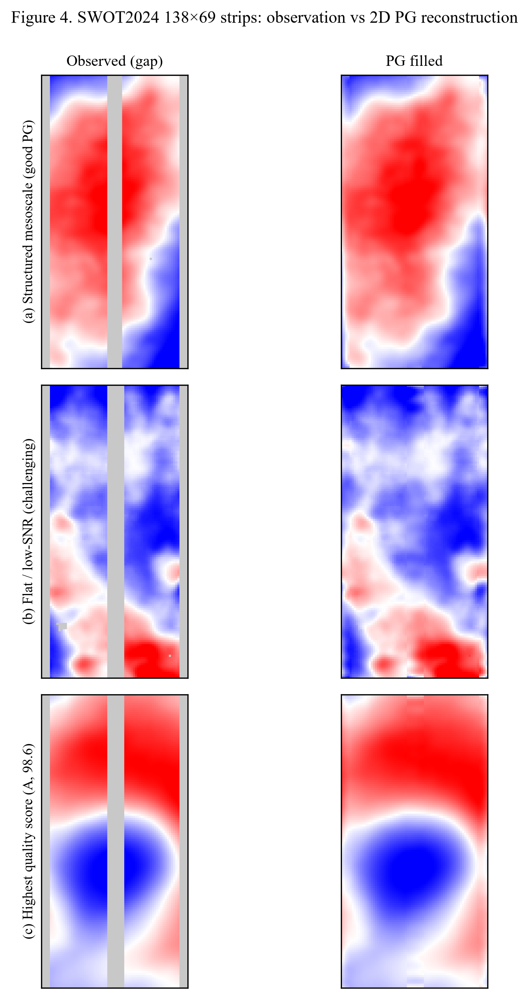 Figure 4. SWOT2024 138×69 strips: observation vs 2D PG reconstruction
Observed (gap)
PG filled
(a) Structured mesoscale (good PG)
(b) Flat / low-SNR (challenging)
(c) Highest quality score (A, 98.6)